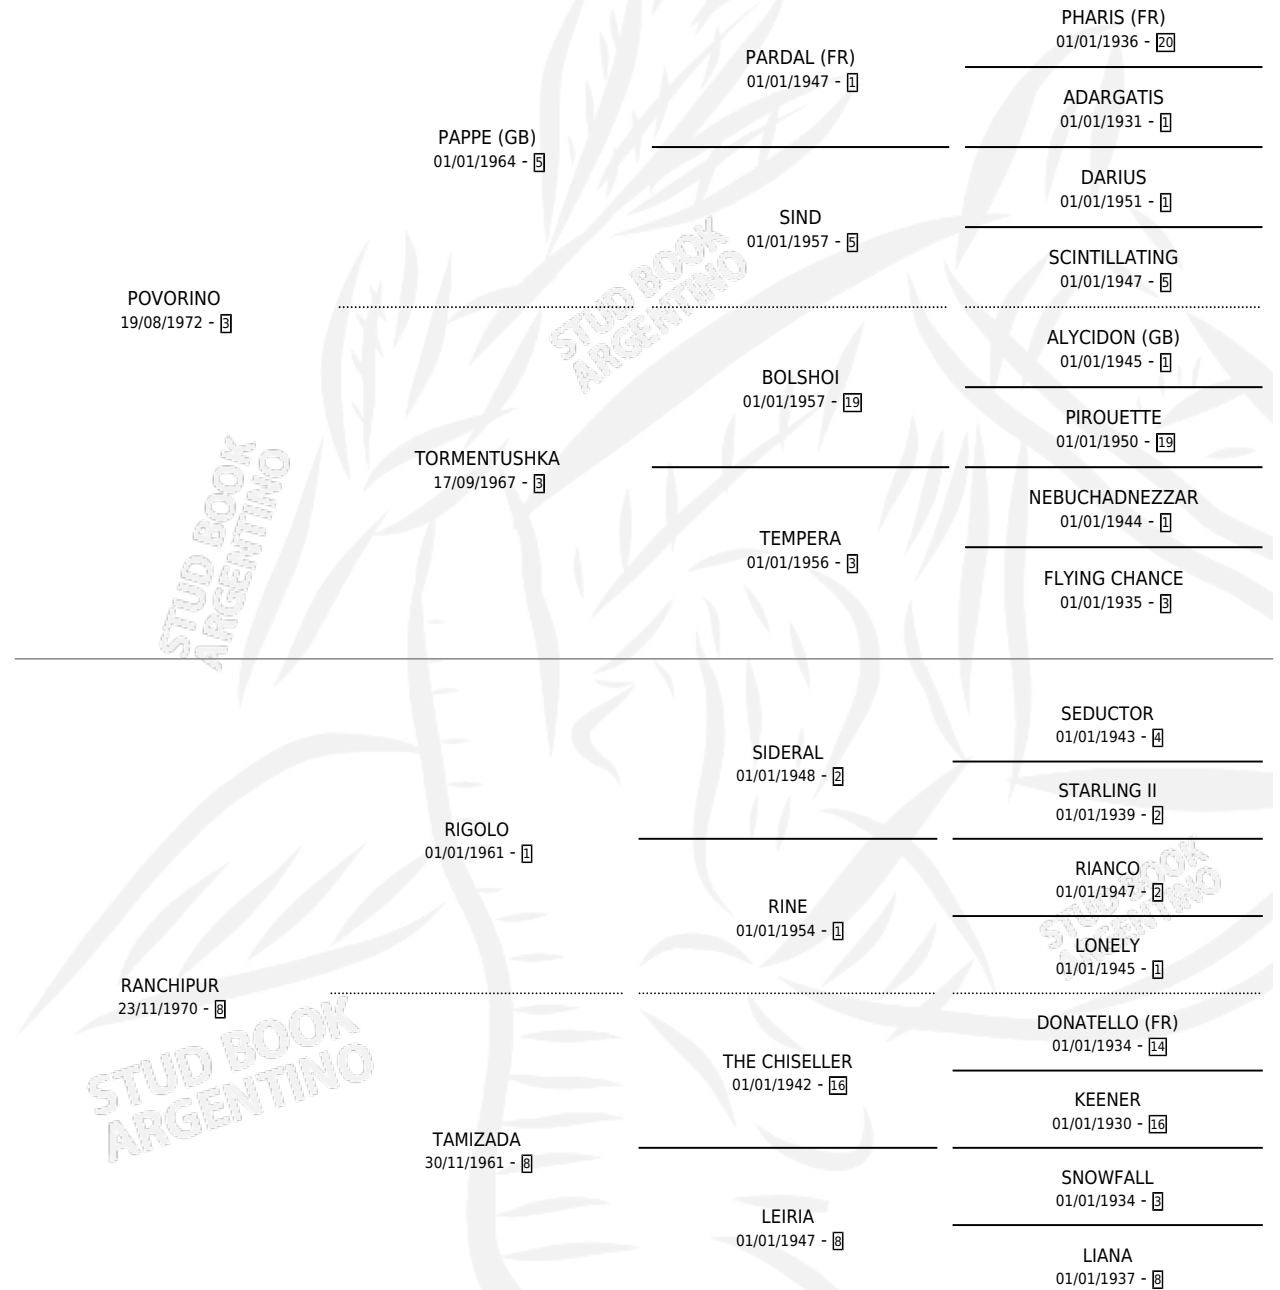 PHARIS (FR)
01/01/1936 - 20
PARDAL (FR)
01/01/1947 - 1
ADARGATIS
01/01/1931 - 1
PAPPE (GB)
01/01/1964 - 5
DARIUS
01/01/1951 - 1
SIND
01/01/1957 - 5
SCINTILLATING
01/01/1947 - 5
POVORINO
19/08/1972 - 3
ALYCIDON (GB)
01/01/1945 - 1
BOLSHOI
01/01/1957 - 19
PIROUETTE
01/01/1950 - 19
TORMENTUSHKA
17/09/1967 - 3
NEBUCHADNEZZAR
01/01/1944 - 1
TEMPERA
01/01/1956 - 3
FLYING CHANCE
01/01/1935 - 3
SEDUCTOR
01/01/1943 - 4
SIDERAL
01/01/1948 - 2
STARLING II
01/01/1939 - 2
RIGOLO
01/01/1961 - 1
RIANCO
01/01/1947 - 2
RINE
01/01/1954 - 1
LONELY
01/01/1945 - 1
RANCHIPUR
23/11/1970 - 8
DONATELLO (FR)
01/01/1934 - 14
THE CHISELLER
01/01/1942 - 16
KEENER
01/01/1930 - 16
TAMIZADA
30/11/1961 - 8
SNOWFALL
01/01/1934 - 3
LEIRIA
01/01/1947 - 8
LIANA
01/01/1937 - 8
STUD BOOK
ARGENTINO
STUD BOOK
ARGENTINO
STUD BOOK
ARGENTINO
STUD BOOK
ARGENTINO